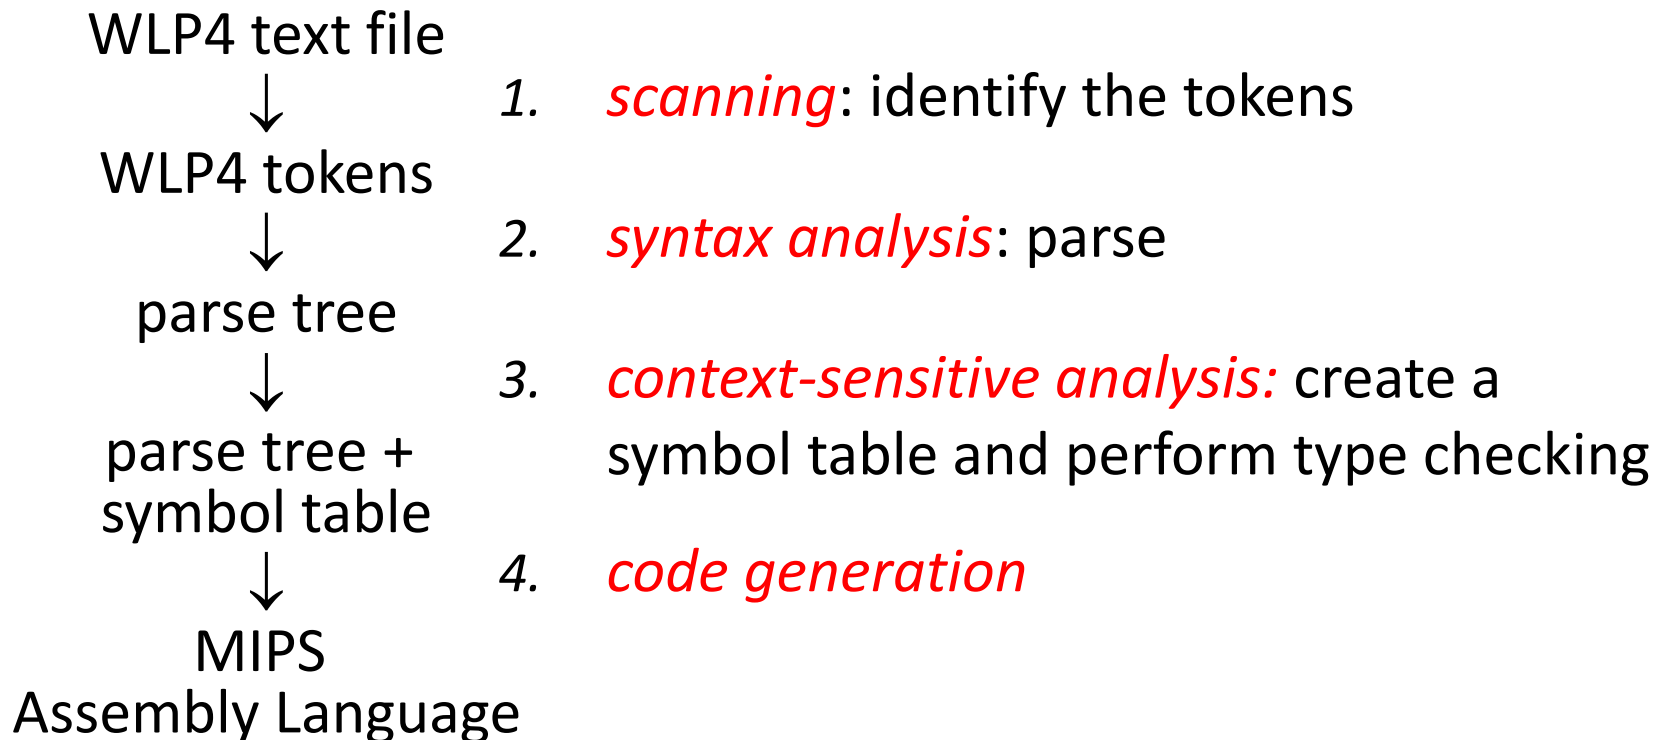 WLP4 text file
↓
1. scanning: identify the tokens
WLP4 tokens
↓
2. syntax analysis: parse
parse tree
↓
3. context-sensitive analysis: create a
symbol table and perform type checking
parse tree +
symbol table
↓
4. code generation
MIPS
Assembly Language